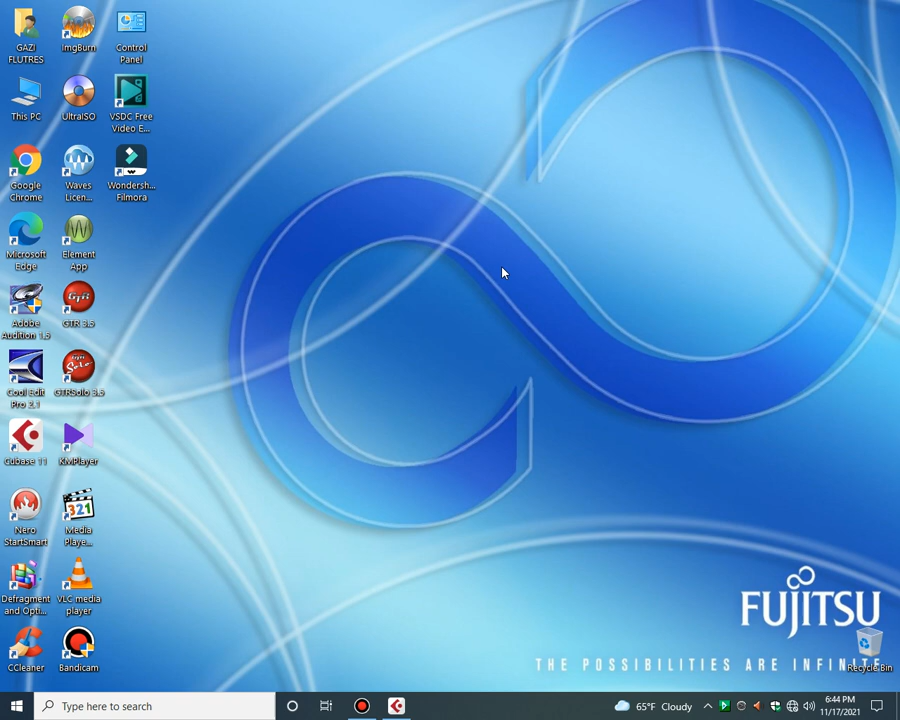 GAZI
FLUTRES
ImgBurn
Control
Panel
This PC
UltraISO
VSDC Free
Video E...
Google
Chrome
Waves
Licen...
Wondersh...
Filmora
Microsoft
Edge
Element
App
Adobe
Audition 1.5
GTR 3.5
Cool Edit
Pro 2.1
GTRSolo 3.5
Cubase 11
KMPlayer
Nero
StartSmart
321
Media
Playe...
Defragment
and Opti...
VLC media
player
CCleaner
Bandicam
FUJITSU
THE POSSIBILITIES ARE INFINITE
Recycle Bin
Type here to search
65°F Cloudy
6:44 PM
11/17/2021